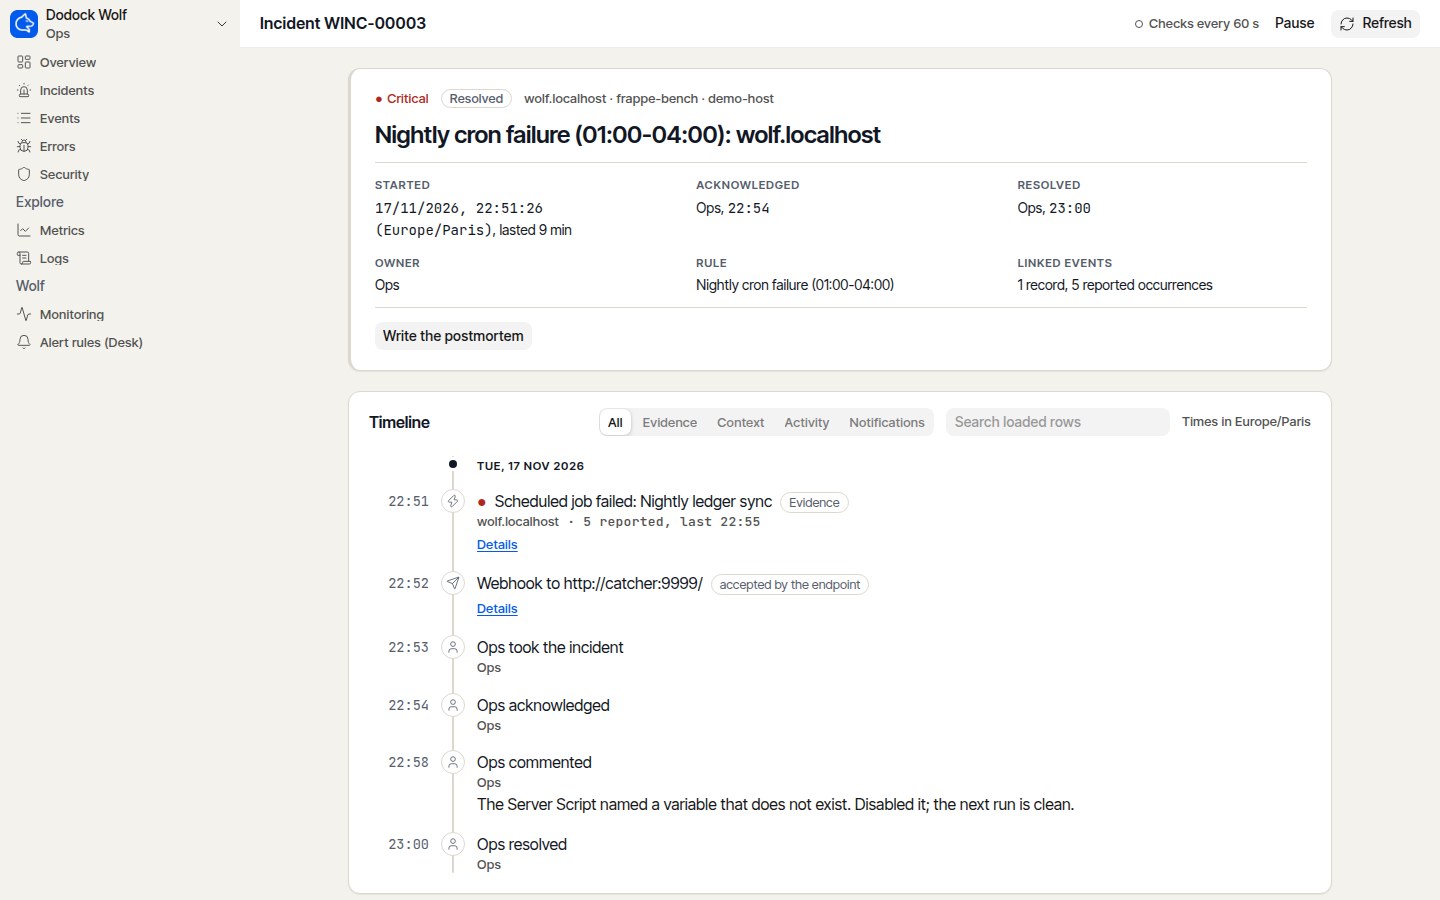 Dodock Wolf
Ops
Overview
Incidents
Events
Errors
Security
Explore
Metrics
Logs
Wolf
Monitoring
Alert rules (Desk)
Incident WINC-00003
Checks every 60 s
Pause
Refresh
Critical
Resolved
wolf.localhost · frappe-bench · demo-host
Nightly cron failure (01:00-04:00): wolf.localhost
STARTED
17/11/2026, 22:51:26
(Europe/Paris), lasted 9 min
ACKNOWLEDGED
Ops, 22:54
RESOLVED
Ops, 23:00
OWNER
Ops
RULE
Nightly cron failure (01:00-04:00)
LINKED EVENTS
1 record, 5 reported occurrences
Write the postmortem
Timeline
All
Evidence
Context
Activity
Notifications
Search loaded rows
Times in Europe/Paris
TUE, 17 NOV 2026
22:51
Scheduled job failed: Nightly ledger sync
Evidence
wolf.localhost · 5 reported, last 22:55
Details
22:52
Webhook to http://catcher:9999/
accepted by the endpoint
Details
22:53
Ops took the incident
Ops
22:54
Ops acknowledged
Ops
22:58
Ops commented
Ops
The Server Script named a variable that does not exist. Disabled it; the next run is clean.
23:00
Ops resolved
Ops